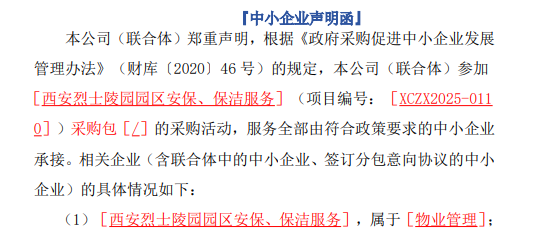 『中小企业声明函』
本公司（联合体）郑重声明，根据《政府采购促进中小企业发展
管理办法》（财库〔2020〕46 号）的规定，本公司（联合体）参加
［西安烈士陵园园区安保、保洁服务］（项目编号：［XCZX2025-011
0］）采购包［/］的采购活动，服务全部由符合政策要求的中小企业
承接。相关企业（含联合体中的中小企业、签订分包意向协议的中小
企业）的具体情况如下：
（1）［西安烈士陵园园区安保、保洁服务］，属于［物业管理］；